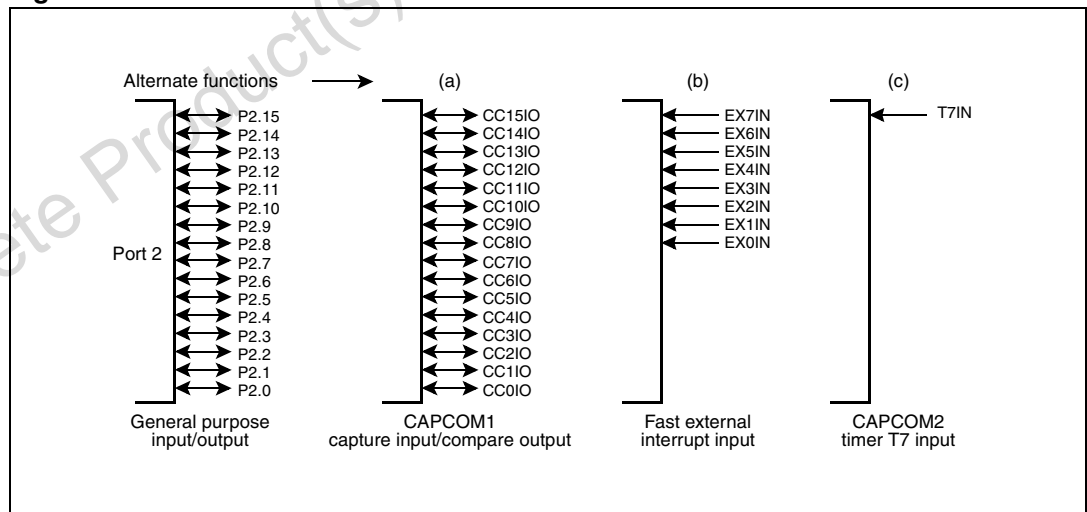 Alternate functions (a) (b) (c)
P2.15 CC15IO EX7IN T7IN
P2.14 CC14IO EX6IN
P2.13 CC13IO EX5IN
P2.12 CC12IO EX4IN
P2.11 CC11IO EX3IN
P2.10 CC10IO EX2IN
P2.9 CC9IO EX1IN
P2.8 CC8IO EX0IN
Port 2
P2.7 CC7IO
P2.6 CC6IO
P2.5 CC5IO
P2.4 CC4IO
P2.3 CC3IO
P2.2 CC2IO
P2.1 CC1IO
P2.0 CC0IO
General purpose input/output
CAPCOM1 capture input/compare output
Fast external interrupt input
CAPCOM2 timer T7 input
ete Product(s)